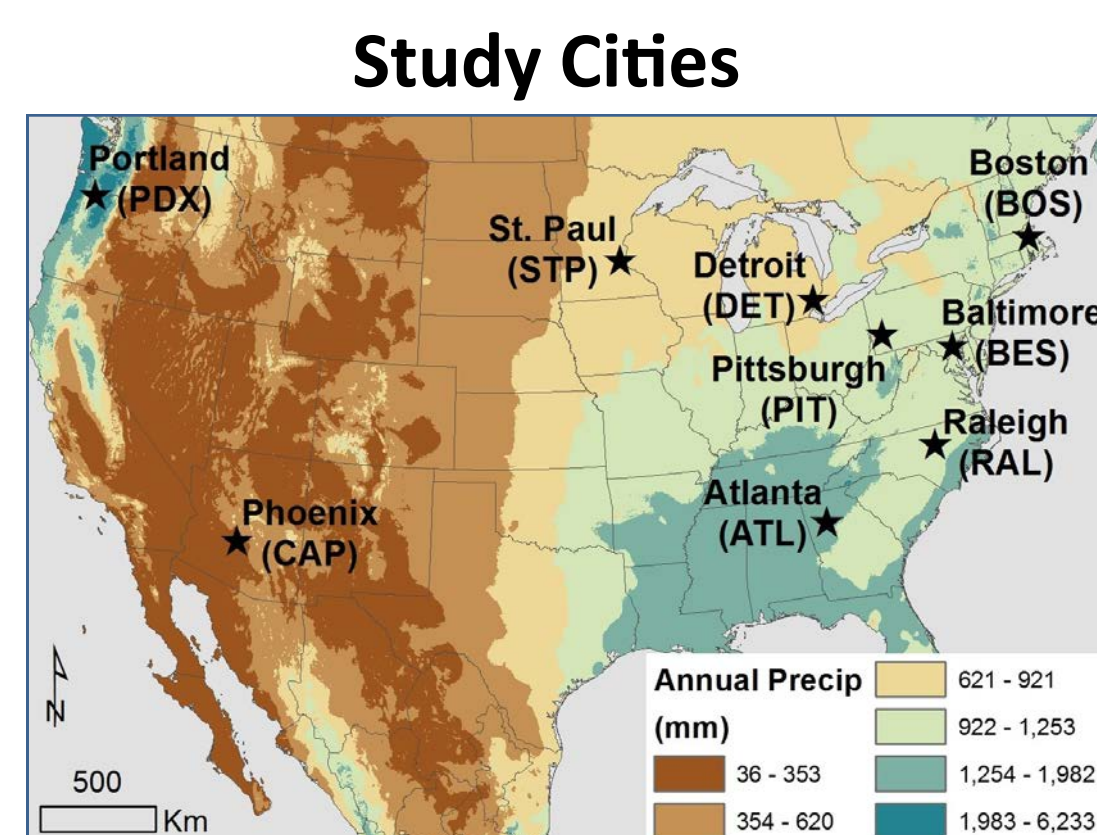 Study Cities
Portland
(PDX)
Boston
(BOS)
St. Paul
(STP)
Detroit
(DET)
Baltimore
(BES)
Pittsburgh
(PIT)
Raleigh
(RAL)
Atlanta
(ATL)
Phoenix
(CAP)
N
500
Km
Annual Precip
(mm)
36 - 353
354 - 620
621 - 921
922 - 1,253
1,254 - 1,982
1,983 - 6,233